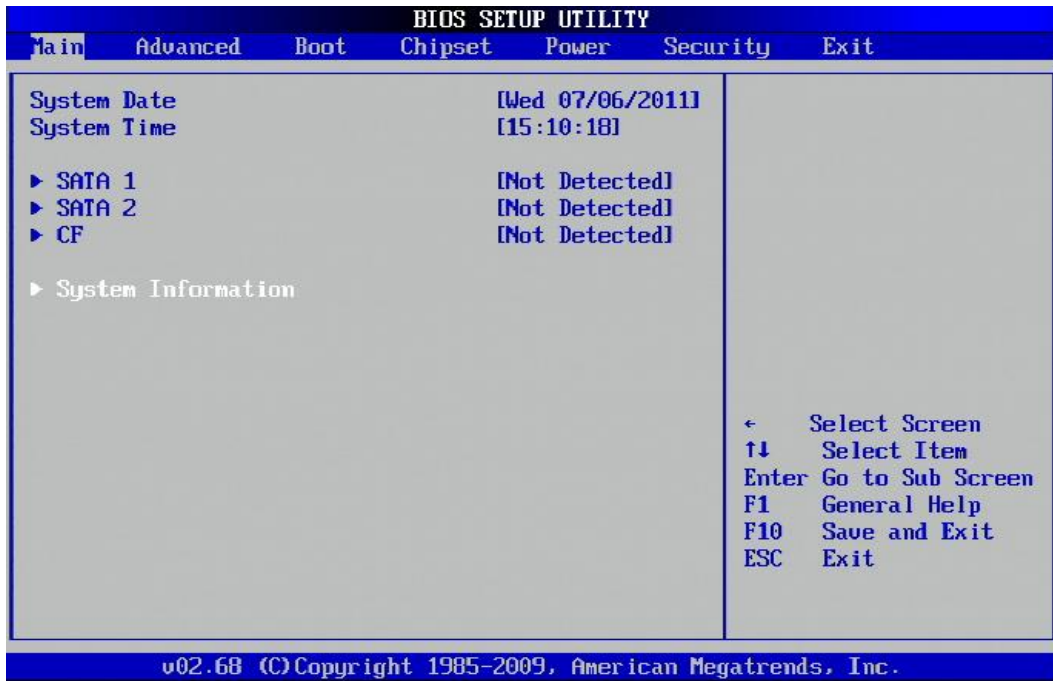 BIOS SETUP UTILITY
Main Advanced Boot Chipset Power Security Exit
System Date [Wed 07/06/2011]
System Time [15:10:18]
▶ SATA 1 [Not Detected]
▶ SATA 2 [Not Detected]
▶ CF [Not Detected]
▶ System Information
← Select Screen
↑↓ Select Item
Enter Go to Sub Screen
F1 General Help
F10 Save and Exit
ESC Exit
v02.68 (C)Copyright 1985-2009, American Megatrends, Inc.